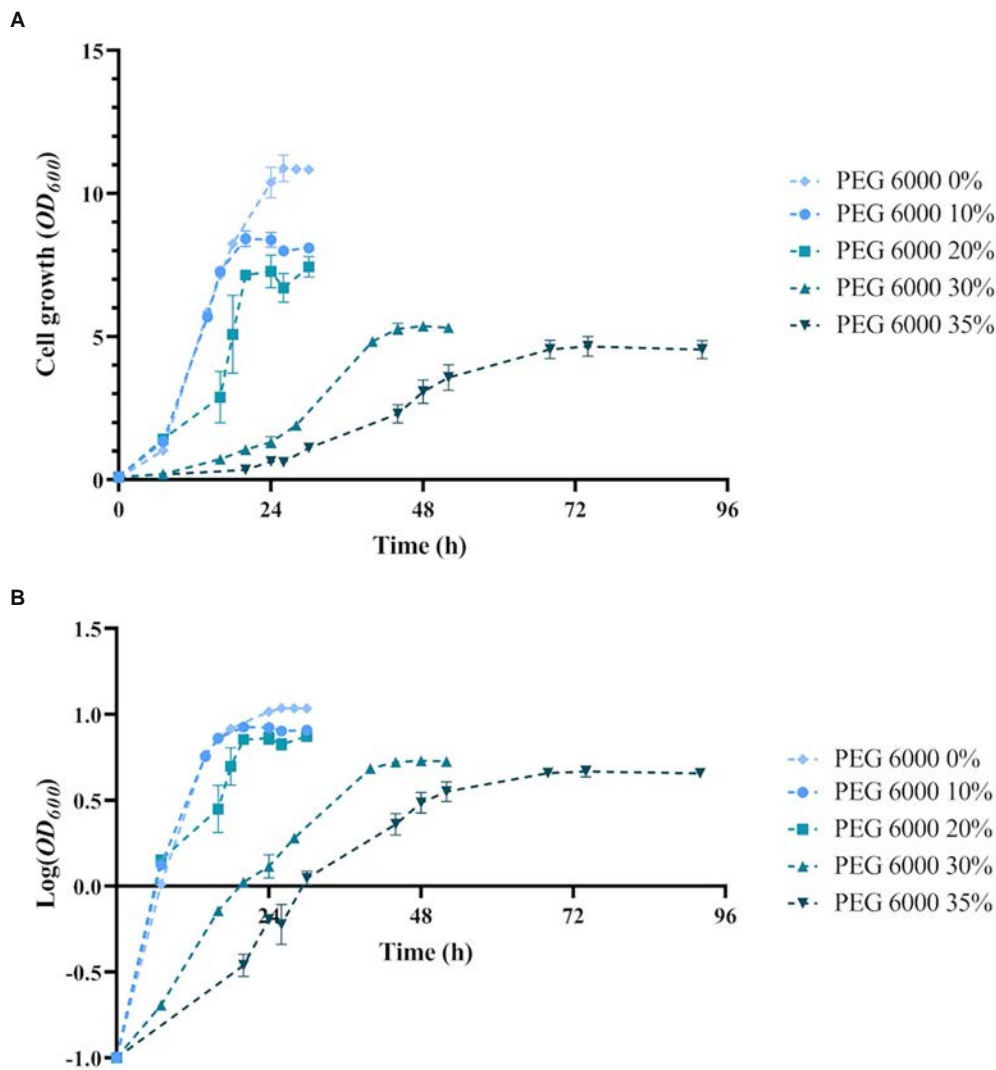 A
15
10
5
0
Cell growth (OD600)
0 24 48 72 96
Time (h)
PEG 6000 0%
PEG 6000 10%
PEG 6000 20%
PEG 6000 30%
PEG 6000 35%
B
1.5
1.0
0.5
0.0
-0.5
-1.0
Log(OD600)
24 48 72 96
Time (h)
PEG 6000 0%
PEG 6000 10%
PEG 6000 20%
PEG 6000 30%
PEG 6000 35%